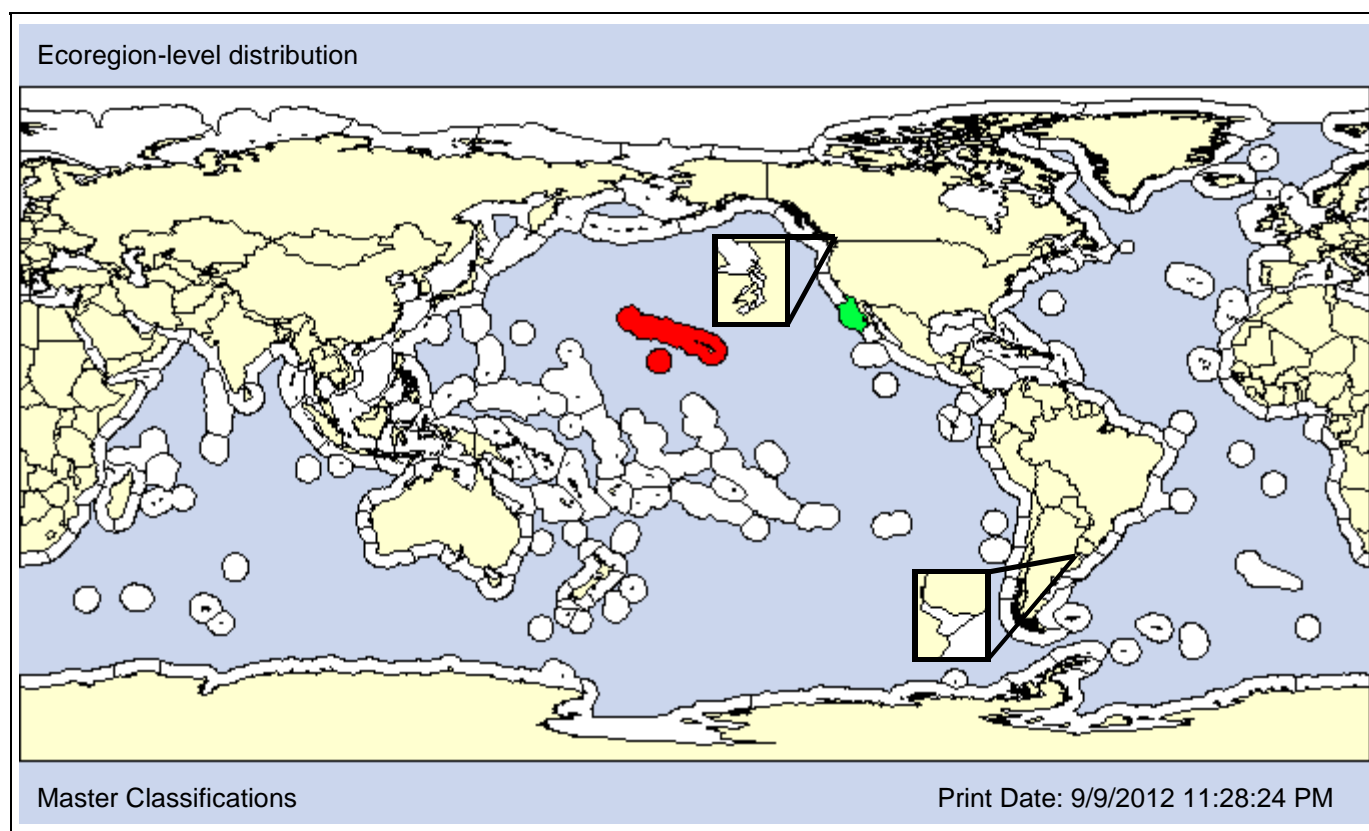 Ecoregion-level distribution
Master Classifications
Print Date: 9/9/2012 11:28:24 PM